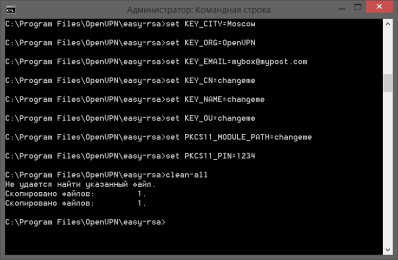 Администратор: Командная строка
C:\Program Files\OpenVPN\easy-rsa>set KEY_CITY=Moscow
C:\Program Files\OpenVPN\easy-rsa>set KEY_ORG=OpenVPN
C:\Program Files\OpenVPN\easy-rsa>set KEY_EMAIL=mybox@mypost.com
C:\Program Files\OpenVPN\easy-rsa>set KEY_CN=changeme
C:\Program Files\OpenVPN\easy-rsa>set KEY_NAME=changeme
C:\Program Files\OpenVPN\easy-rsa>set KEY_OU=changeme
C:\Program Files\OpenVPN\easy-rsa>set PKCS11_MODULE_PATH=changeme
C:\Program Files\OpenVPN\easy-rsa>set PKCS11_PIN=1234
C:\Program Files\OpenVPN\easy-rsa>clean-all
Не удается найти указанный файл.
Скопировано файлов: 1.
Скопировано файлов: 1.
C:\Program Files\OpenVPN\easy-rsa>